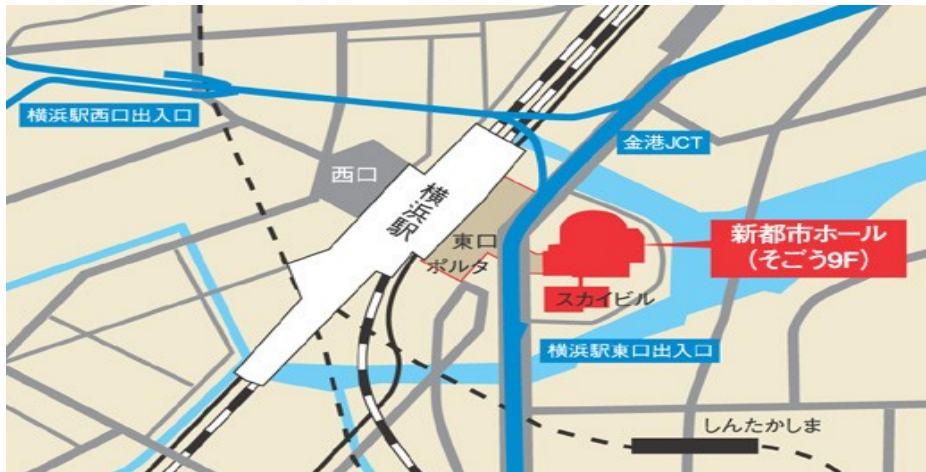 横浜駅西口出入口
金港JCT
西口
横浜駅
新都市ホール
(そごう9F)
東口
ポルタ
スカイビル
横浜駅東口出入口
しんたかしま